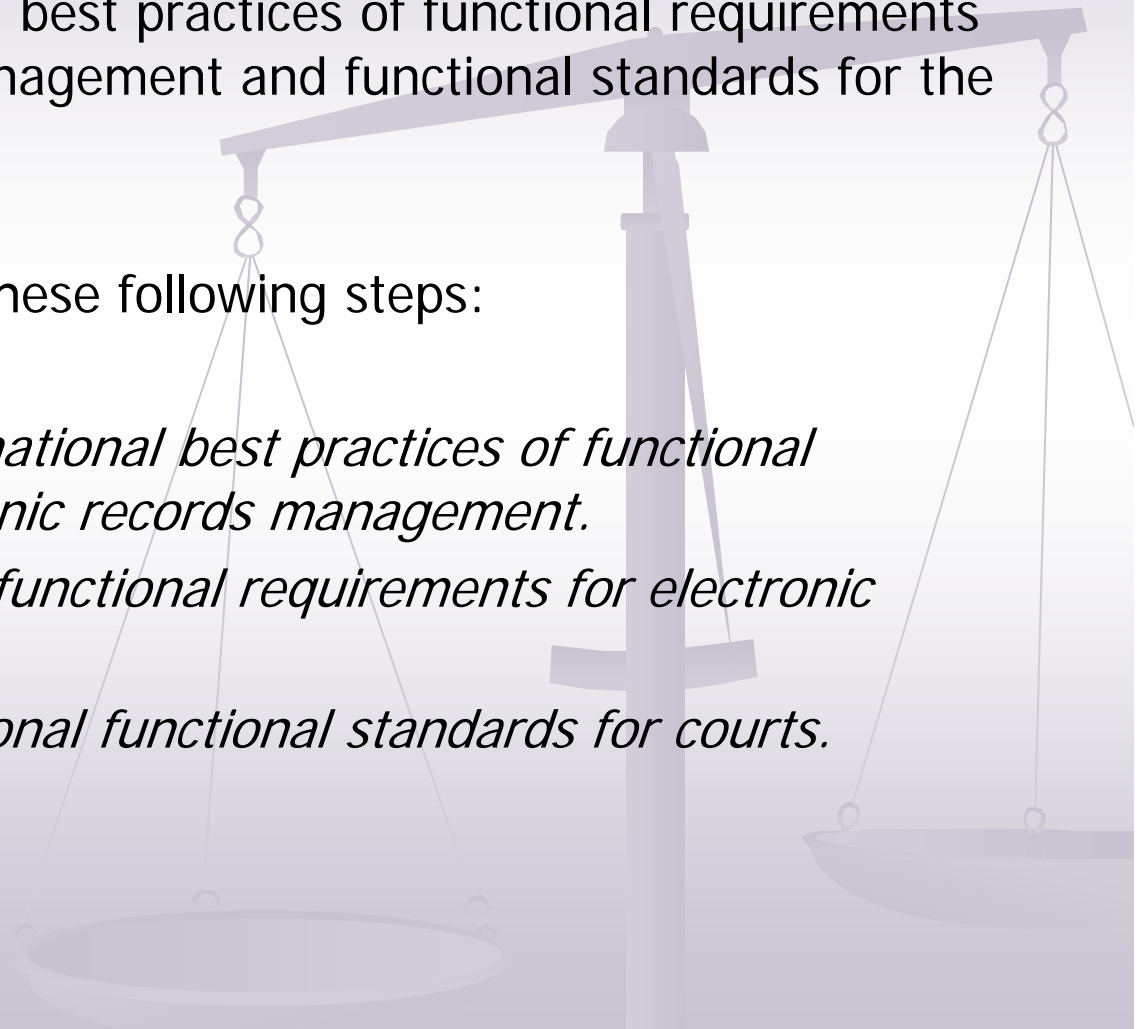 best practices of functional requirements
nagement and functional standards for the
hese following steps:
national best practices of functional
nic records management.
functional requirements for electronic
onal functional standards for courts.